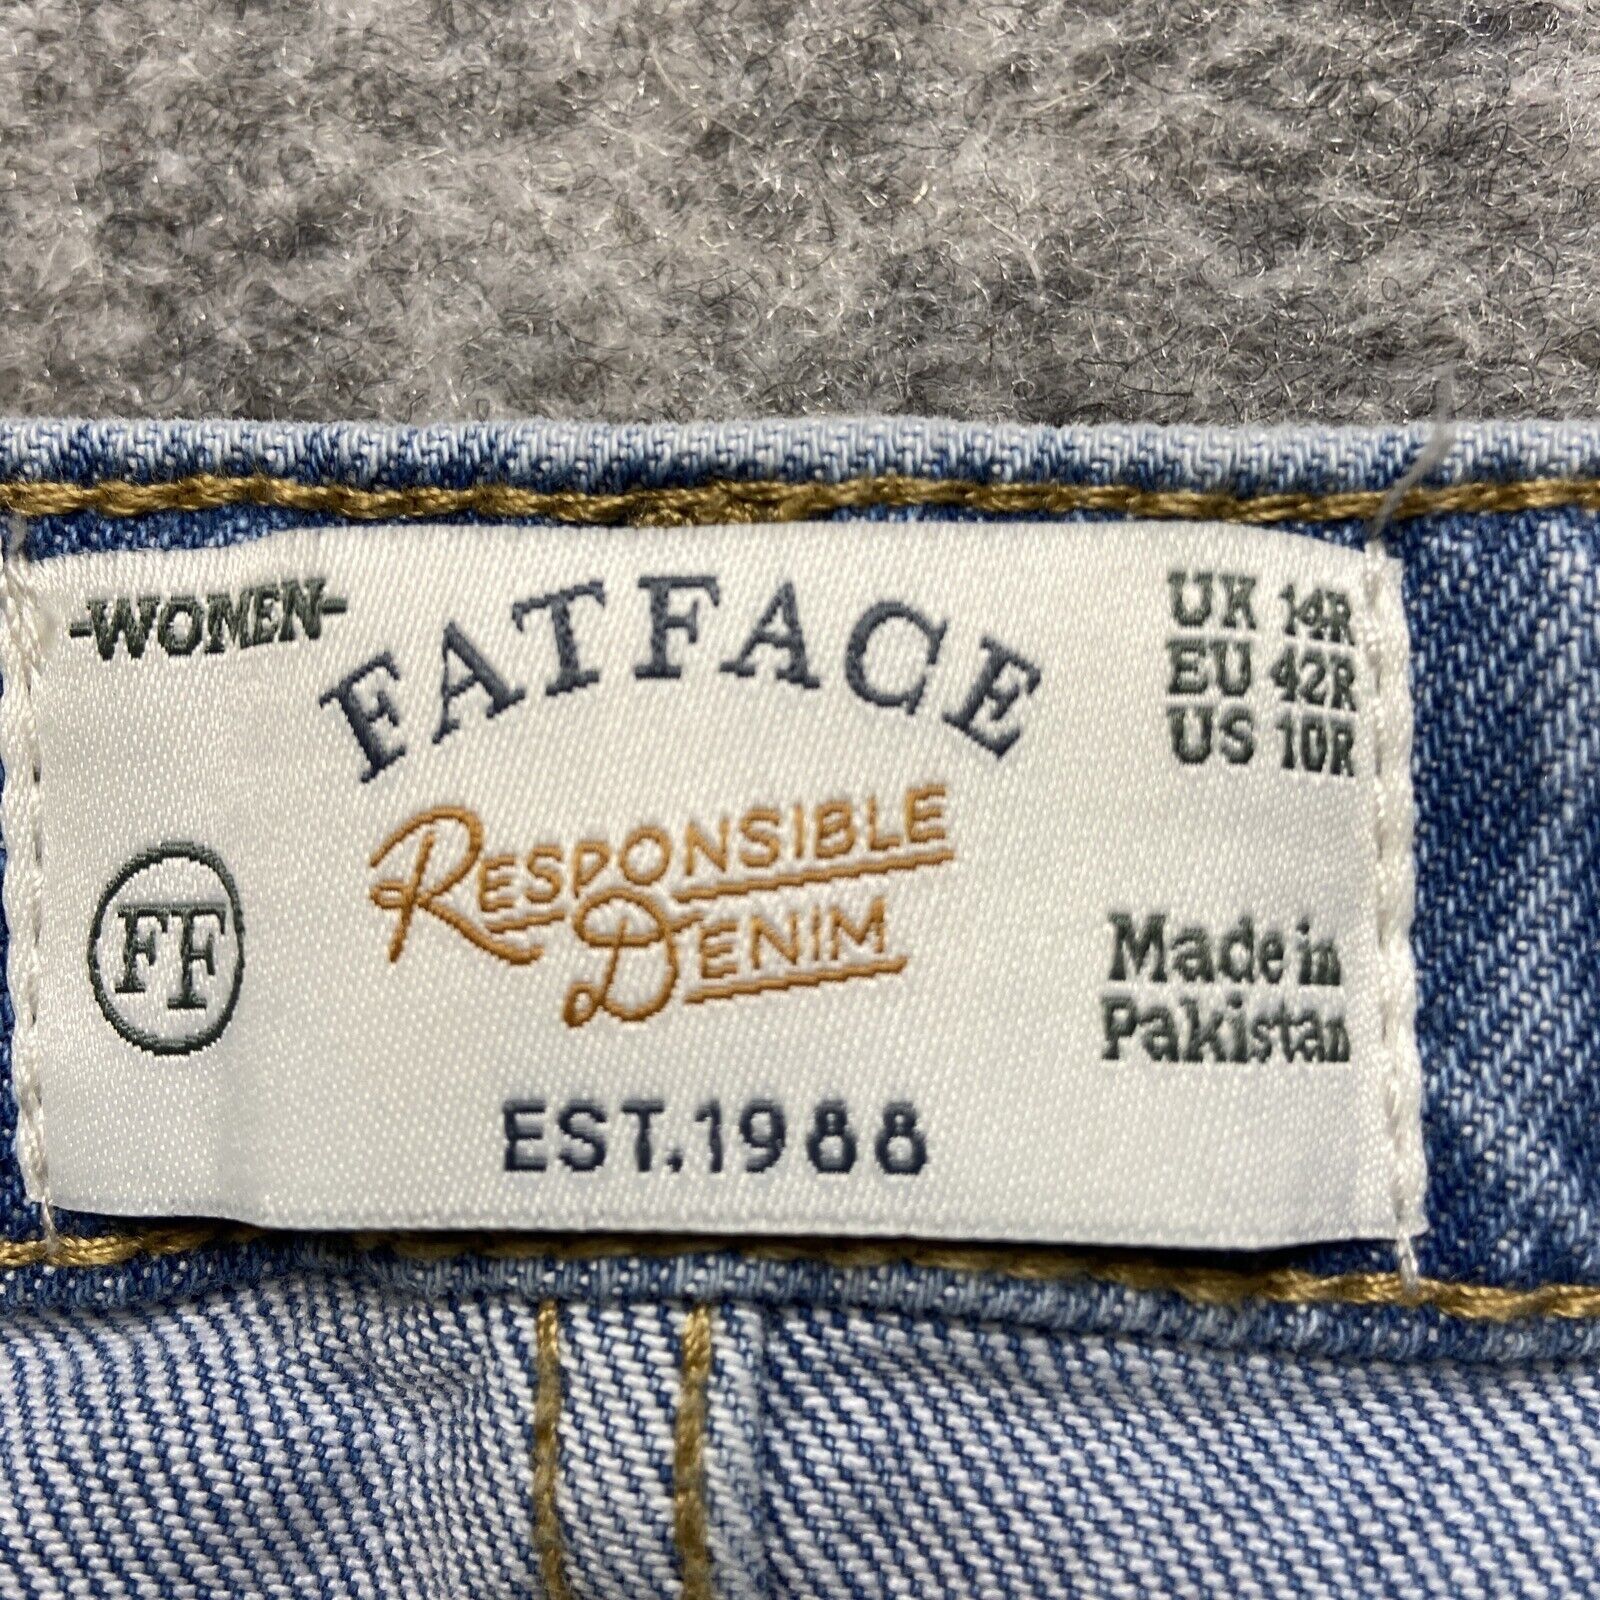 -WOMEN-
FATFACE
UK 14R
EU 42R
US 10R
RESPONSIBLE
DENIM
FF
Made in
Pakistan
EST. 1988